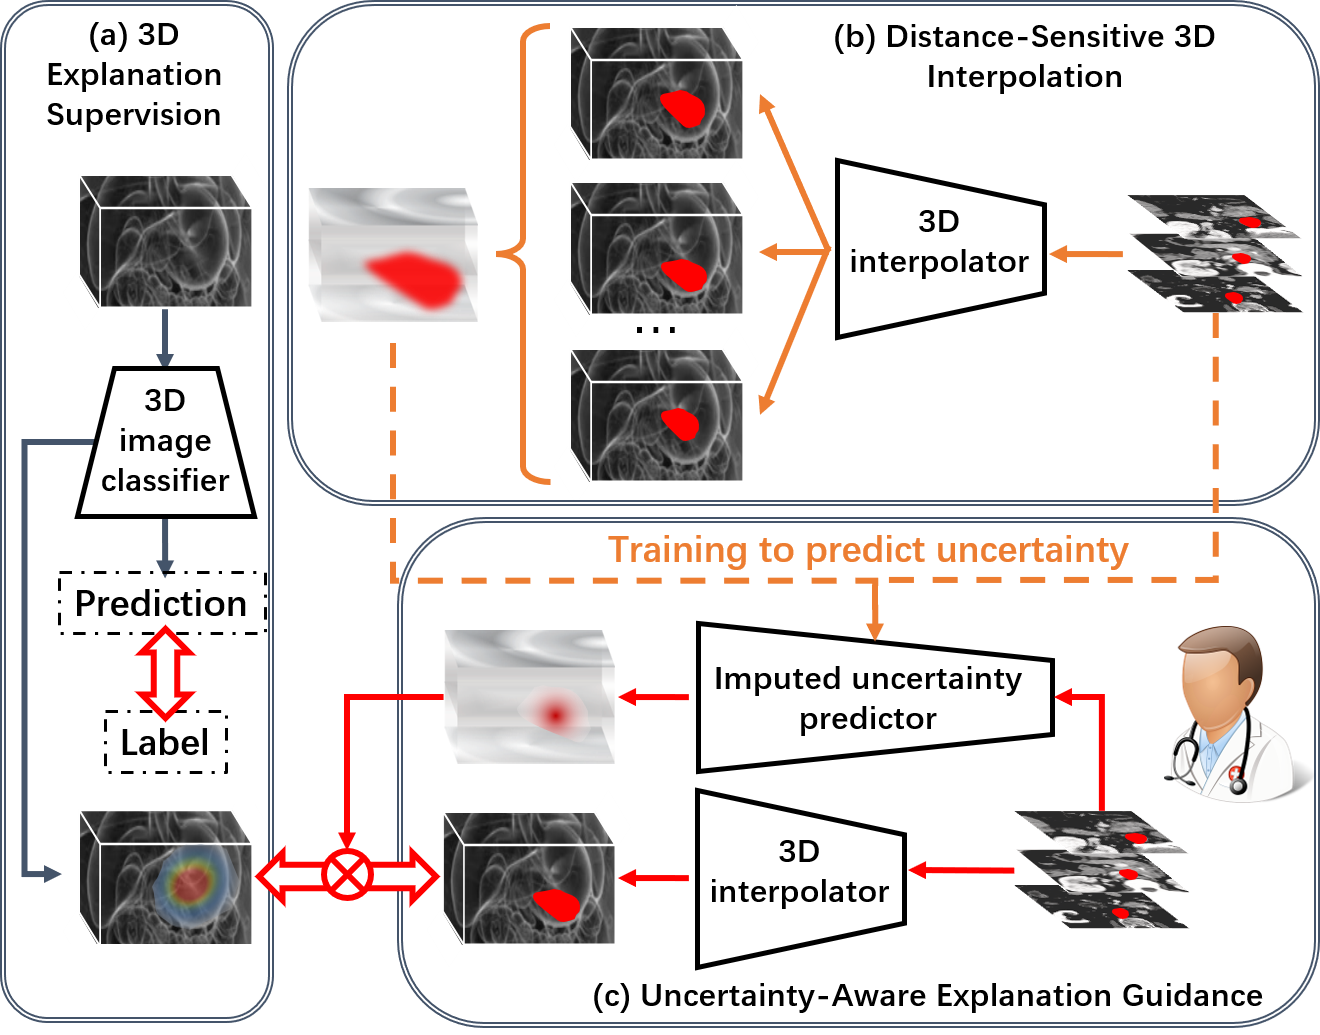 (a) 3D
Explanation
Supervision
3D
image
classifier
Prediction
Label
(b) Distance-Sensitive 3D
Interpolation
3D
interpolator
...
Training to predict uncertainty
Imputed uncertainty
predictor
3D
interpolator
(c) Uncertainty-Aware Explanation Guidance